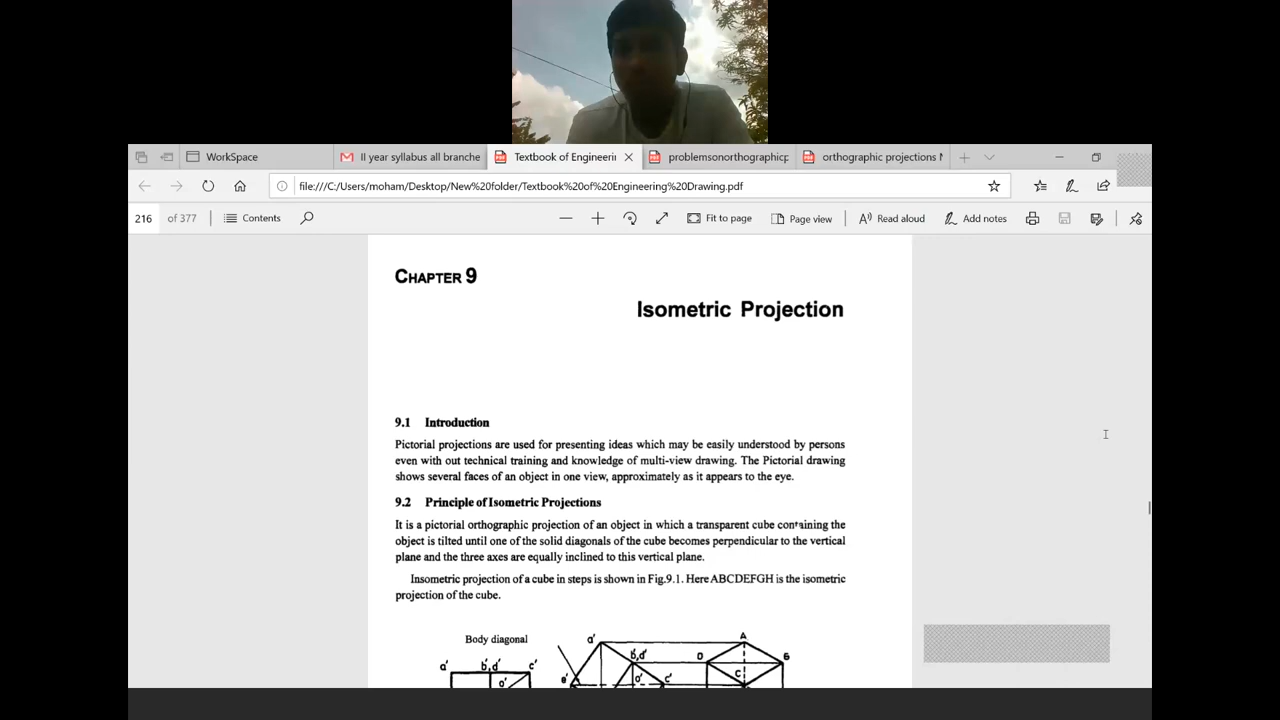 WorkSpace
II year syllabus all branche
Textbook of Engineerin
problemsonorthographicp
orthographic projections N
file:///C:/Users/moham/Desktop/New%20folder/Textbook%20of%20Engineering%20Drawing.pdf
216 of 377
Contents
Fit to page
Page view
Read aloud
Add notes
CHAPTER 9
Isometric Projection
9.1 Introduction
Pictorial projections are used for presenting ideas which may be easily understood by persons
even with out technical training and knowledge of multi-view drawing. The Pictorial drawing
shows several faces of an object in one view, approximately as it appears to the eye.
9.2 Principle of Isometric Projections
It is a pictorial orthographic projection of an object in which a transparent cube containing the
object is tilted until one of the solid diagonals of the cube becomes perpendicular to the vertical
plane and the three axes are equally inclined to this vertical plane.
Insometric projection of a cube in steps is shown in Fig.9.1. Here ABCDEFGH is the isometric
projection of the cube.
Body diagonal
a' A
a' b',d' c' b',d' D B
o' e' o' c' C